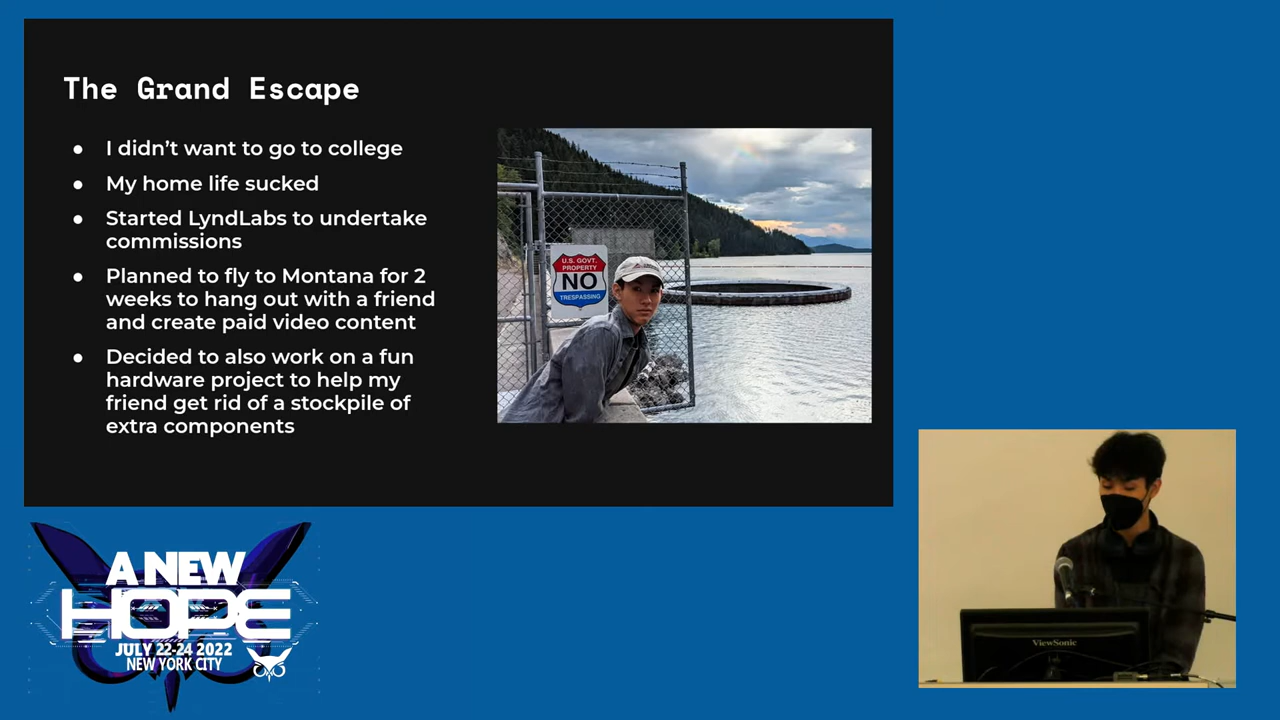 The Grand Escape
● I didn’t want to go to college
● My home life sucked
● Started LyndLabs to undertake
commissions
● Planned to fly to Montana for 2
weeks to hang out with a friend
and create paid video content
● Decided to also work on a fun
hardware project to help my
friend get rid of a stockpile of
extra components
U.S. GOVT.
PROPERTY
NO
TRESPASSING
A NEW
HOPE
JULY 22-24 2022
NEW YORK CITY
ViewSonic